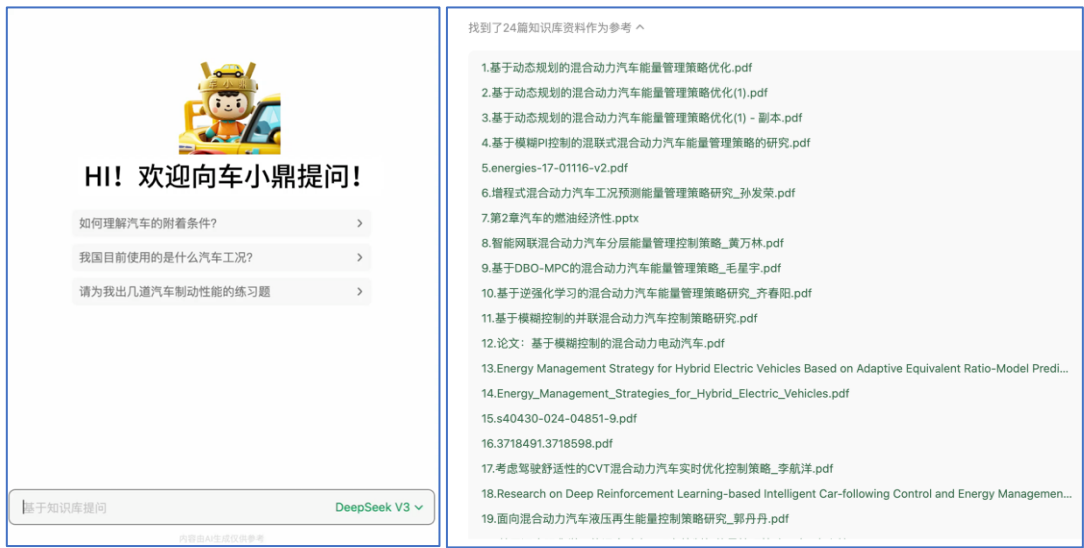 车小鼎
HI！欢迎向车小鼎提问！
如何理解汽车的附着条件?
我国目前使用的是什么汽车工况?
请为我出几道汽车制动性能的练习题
基于知识库提问
DeepSeek V3
内容由AI生成仅供参考
找到了24篇知识库资料作为参考
1.基于动态规划的混合动力汽车能量管理策略优化.pdf
2.基于动态规划的混合动力汽车能量管理策略优化(1).pdf
3.基于动态规划的混合动力汽车能量管理策略优化(1) - 副本.pdf
4.基于模糊PI控制的混联式混合动力汽车能量管理策略的研究.pdf
5.energies-17-01116-v2.pdf
6.增程式混合动力汽车工况预测能量管理策略研究_孙发荣.pdf
7.第2章汽车的燃油经济性.pptx
8.智能网联混合动力汽车分层能量管理控制策略_黄万林.pdf
9.基于DBO-MPC的混合动力汽车能量管理策略_毛星宇.pdf
10.基于逆强化学习的混合动力汽车能量管理策略研究_齐春阳.pdf
11.基于模糊控制的并联混合动力汽车控制策略研究.pdf
12.论文：基于模糊控制的混合动力电动汽车.pdf
13.Energy Management Strategy for Hybrid Electric Vehicles Based on Adaptive Equivalent Ratio-Model Predi...
14.Energy_Management_Strategies_for_Hybrid_Electric_Vehicles.pdf
15.s40430-024-04851-9.pdf
16.3718491.3718598.pdf
17.考虑驾驶舒适性的CVT混合动力汽车实时优化控制策略_李航洋.pdf
18.Research on Deep Reinforcement Learning-based Intelligent Car-following Control and Energy Managemen...
19.面向混合动力汽车液压再生能量控制策略研究_郭丹丹.pdf